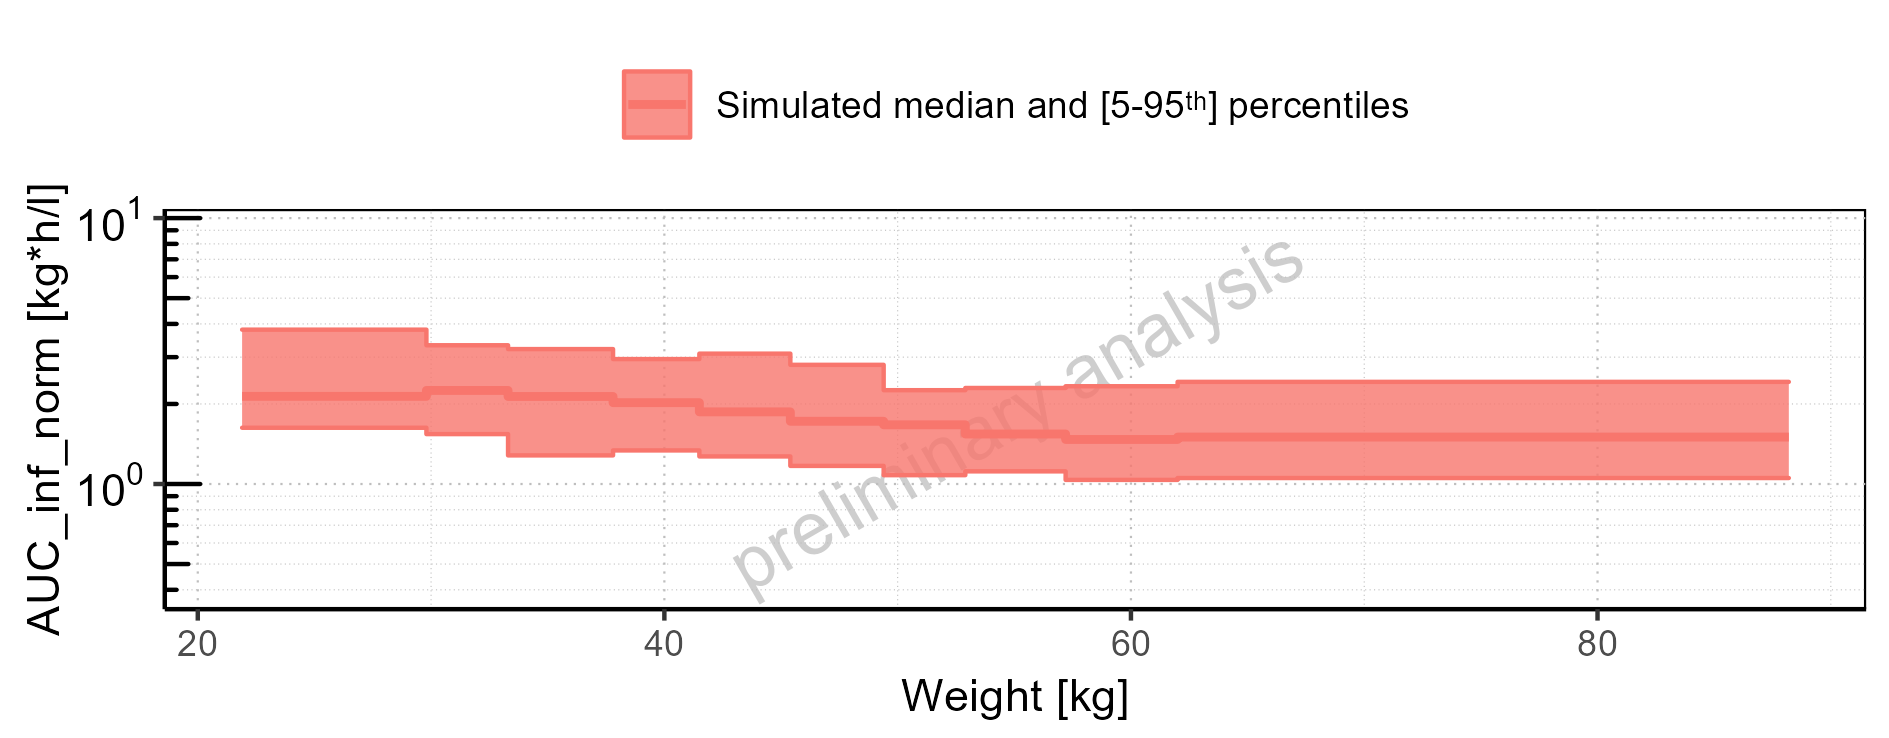 Simulated median and [5-95th] percentiles
AUC_inf_norm [kg*h/l]
10¹
10⁰
preliminary analysis
20 40 60 80
Weight [kg]